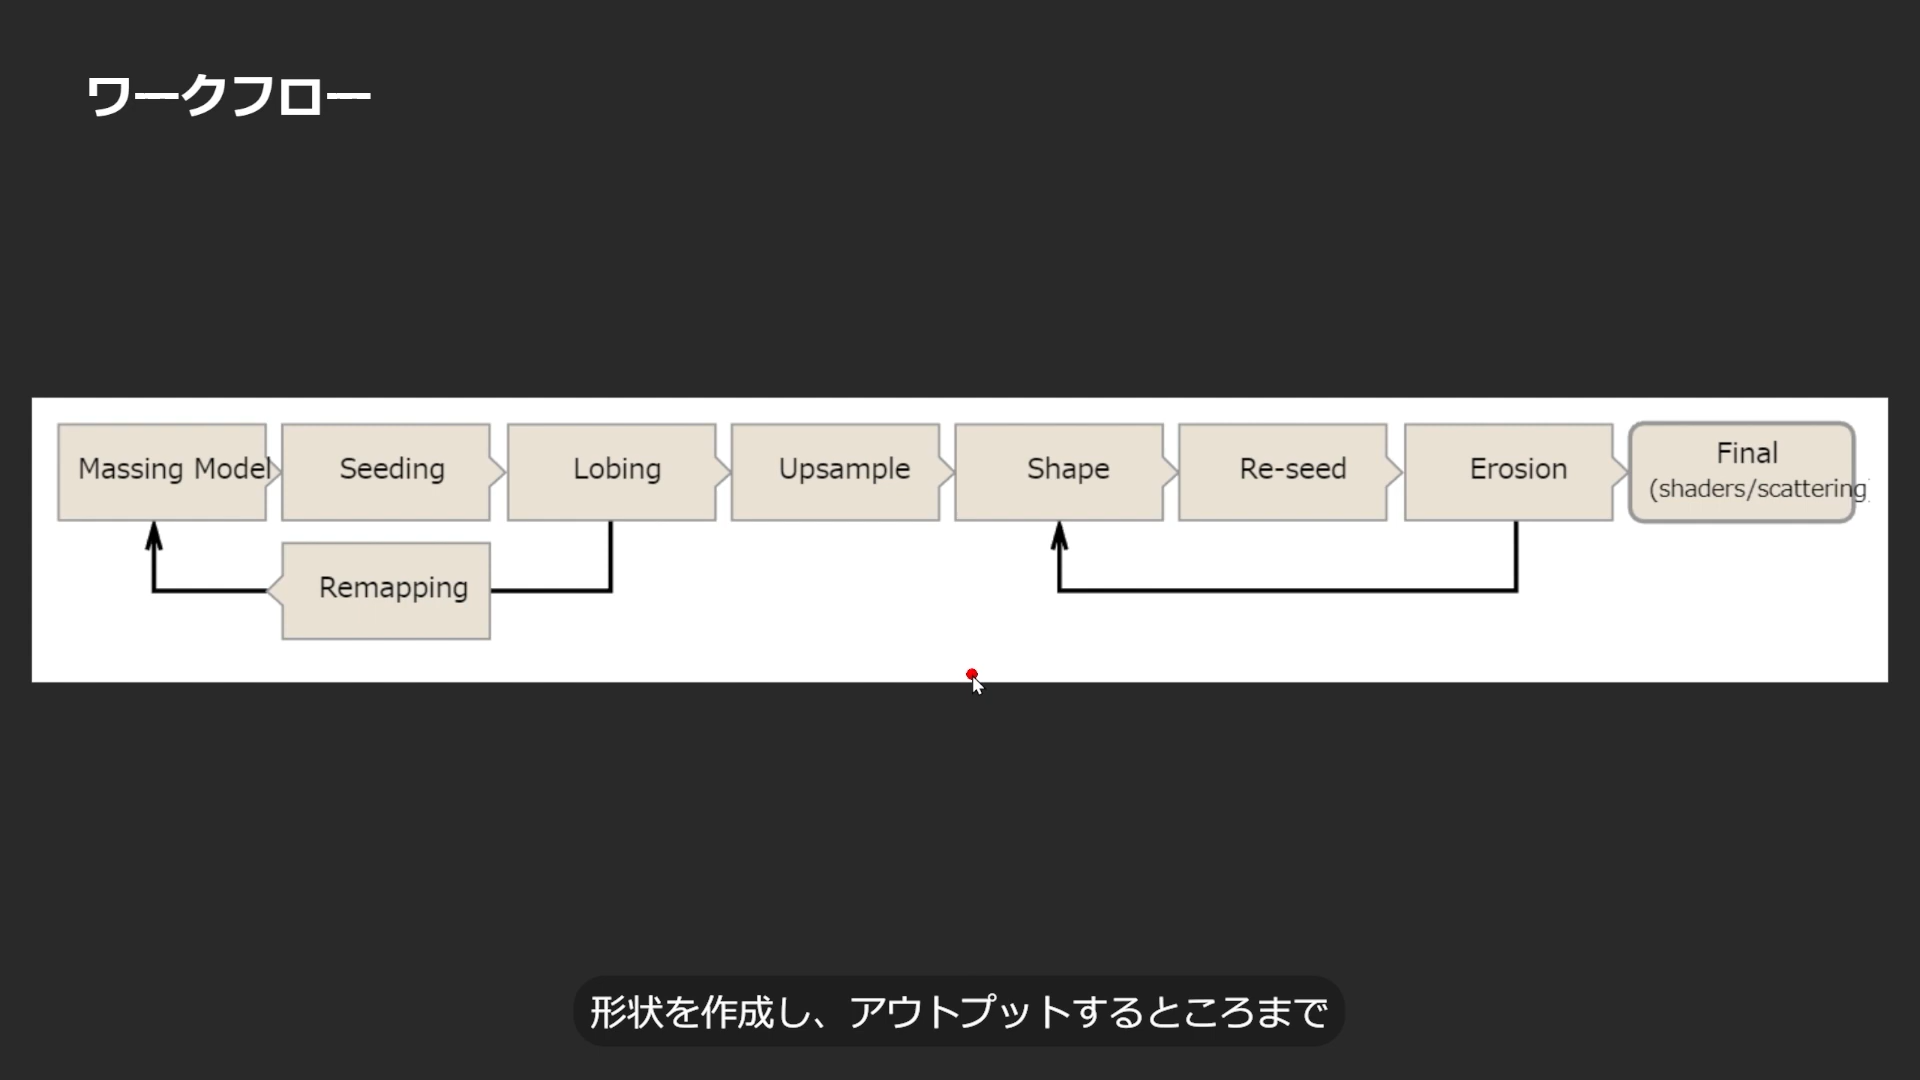 ワークフロー
Massing Model
Seeding
Lobing
Upsample
Shape
Re-seed
Erosion
Final
(shaders/scattering
Remapping
形状を作成し、アウトプットするところまで